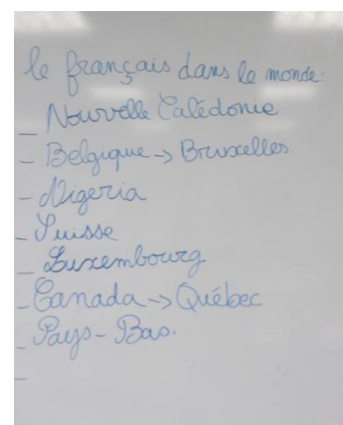 le français dans le monde:
_ Nouvelle Calédonie
- Belgique -> Bruxelles.
- Nigeria
- Suisse
- Luxembourg
- Canada -> Québec
- Pays-Bas.
-